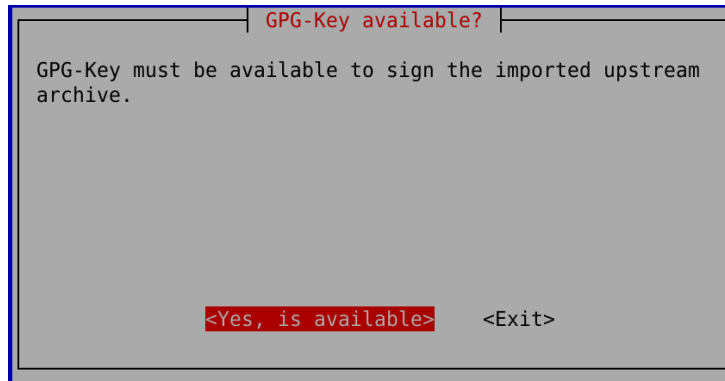 GPG-Key available?
GPG-Key must be available to sign the imported upstream
archive.
<Yes, is available> <Exit>